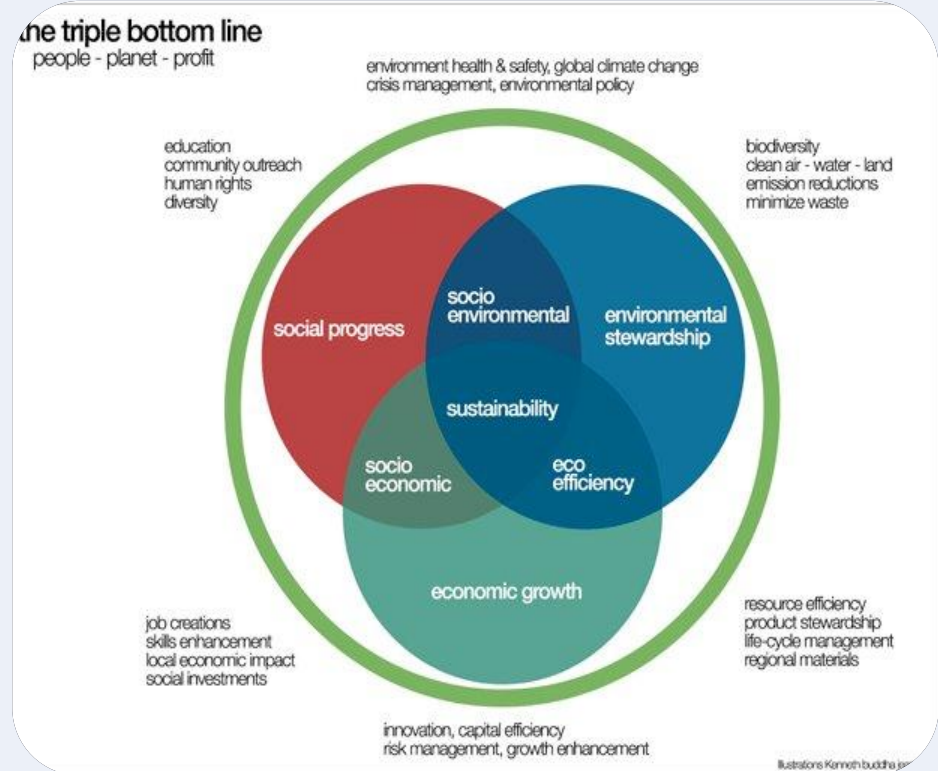 the triple bottom line
people - planet - profit
environment health & safety, global climate change
crisis management, environmental policy
education
community outreach
human rights
diversity
biodiversity
clean air - water - land
emission reductions
minimize waste
socio
environmental
social progress
environmental
stewardship
sustainability
socio
economic
eco
efficiency
economic growth
job creations
skills enhancement
local economic impact
social investments
resource efficiency
product stewardship
life-cycle management
regional materials
innovation, capital efficiency
risk management, growth enhancement
Illustrations Kenneth buddha